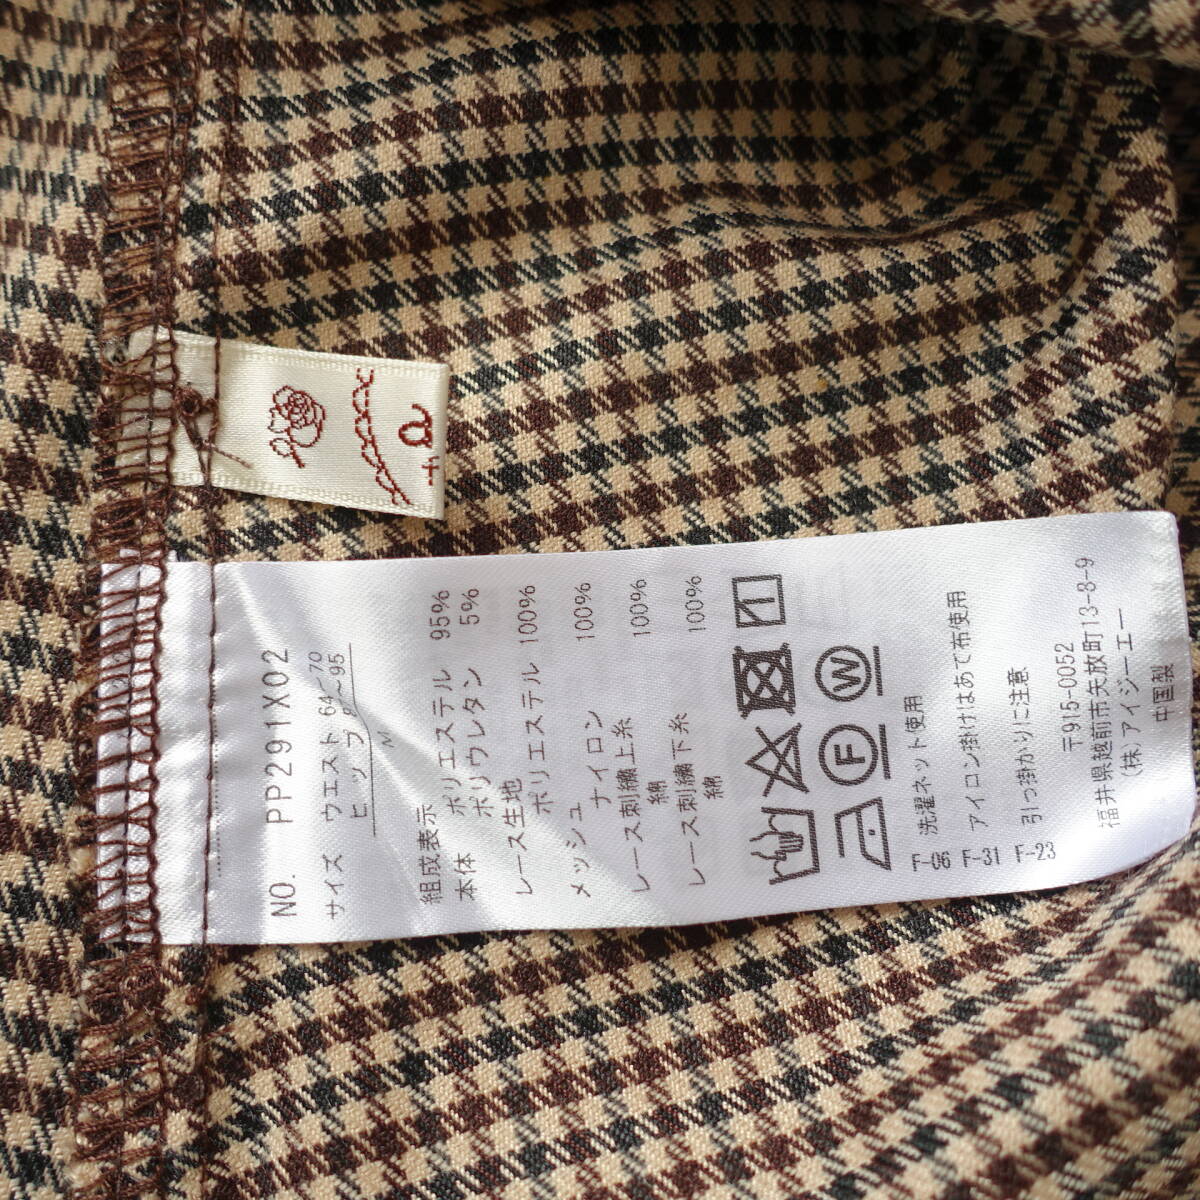 NO. PP291X02
サイズ ウエスト 64~70
ヒップ 87~95
M
組成表示
本体 ポリエステル 95%
ポリウレタン 5%
レース生地
ポリエステル 100%
メッシュ
ナイロン 100%
レース刺繍上糸
綿 100%
レース刺繍下糸
綿 100%
F
W
F-06 洗濯ネット使用
F-31 アイロン掛けはあて布使用
F-23 引っ掛かりに注意
〒915-0052
福井県越前市矢放町13-8-9
(株)アイジーエー
中国製